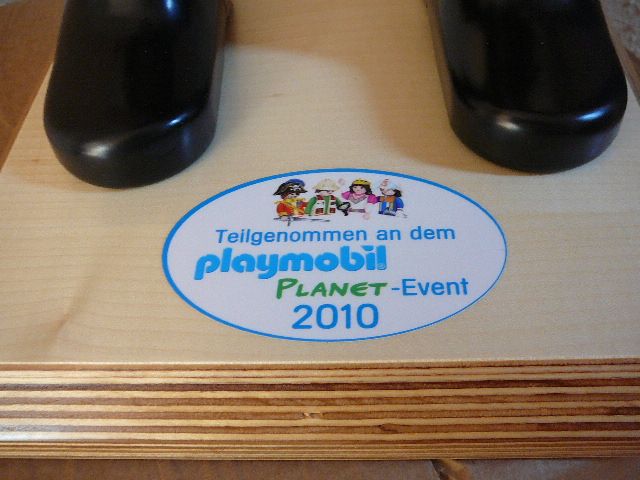 Teilgenommen an dem
playmobil
PLANET-Event
2010